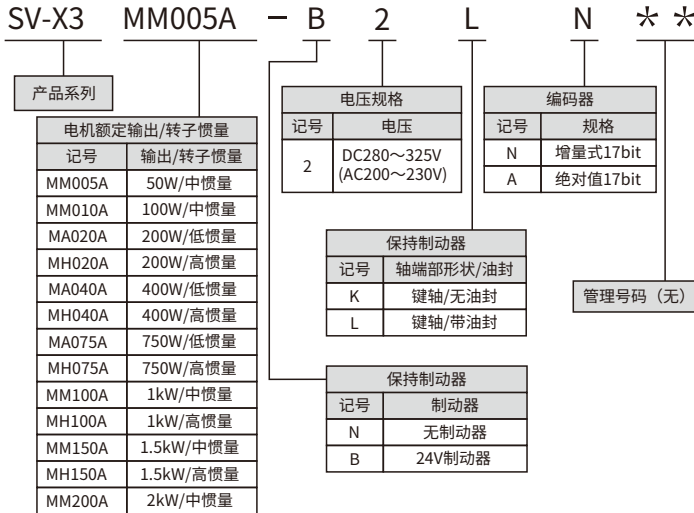 SV-X3 MM005A - B 2 L N * *
产品系列
电机额定输出/转子惯量
记号 输出/转子惯量
MM005A 50W/中惯量
MM010A 100W/中惯量
MA020A 200W/低惯量
MH020A 200W/高惯量
MA040A 400W/低惯量
MH040A 400W/高惯量
MA075A 750W/低惯量
MH075A 750W/高惯量
MM100A 1kW/中惯量
MH100A 1kW/高惯量
MM150A 1.5kW/中惯量
MH150A 1.5kW/高惯量
MM200A 2kW/中惯量
电压规格
记号 电压
2 DC280～325V
(AC200～230V)
编码器
记号 规格
N 增量式17bit
A 绝对值17bit
保持制动器
记号 轴端部形状/油封
K 键轴/无油封
L 键轴/带油封
管理号码（无）
保持制动器
记号 制动器
N 无制动器
B 24V制动器